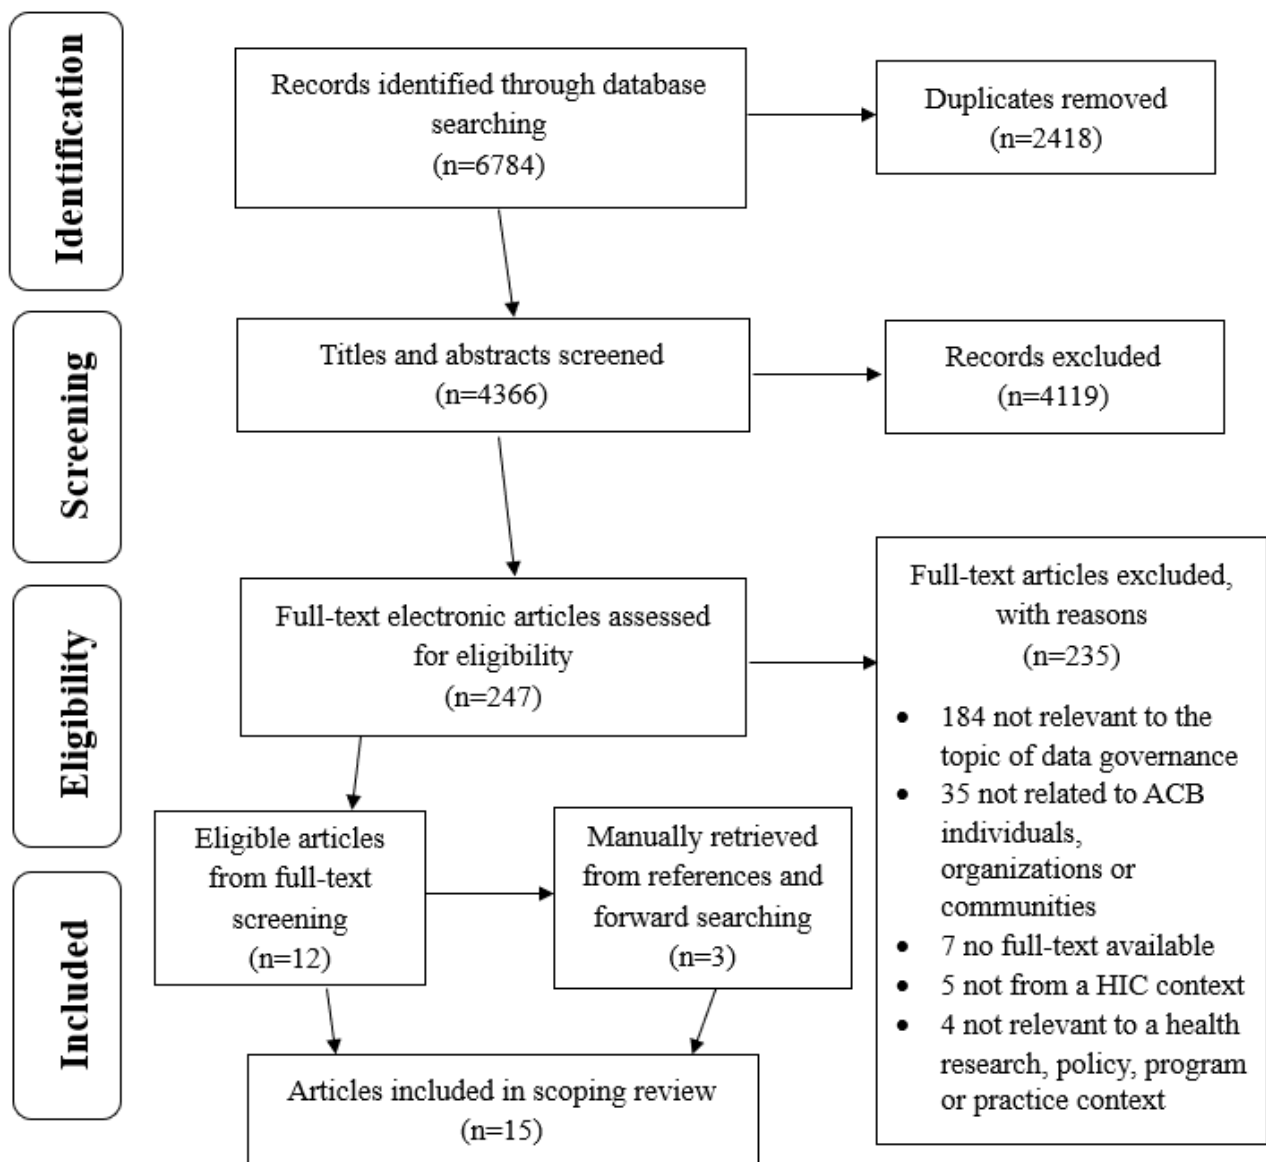 Identification
Records identified through database
searching
(n=6784)
Duplicates removed
(n=2418)
Screening
Titles and abstracts screened
(n=4366)
Records excluded
(n=4119)
Eligibility
Full-text electronic articles assessed
for eligibility
(n=247)
Full-text articles excluded,
with reasons
(n=235)
• 184 not relevant to the
topic of data governance
• 35 not related to ACB
individuals,
organizations or
communities
• 7 no full-text available
• 5 not from a HIC context
• 4 not relevant to a health
research, policy, program
or practice context
Included
Eligible articles
from full-text
screening
(n=12)
Manually retrieved
from references and
forward searching
(n=3)
Articles included in scoping review
(n=15)